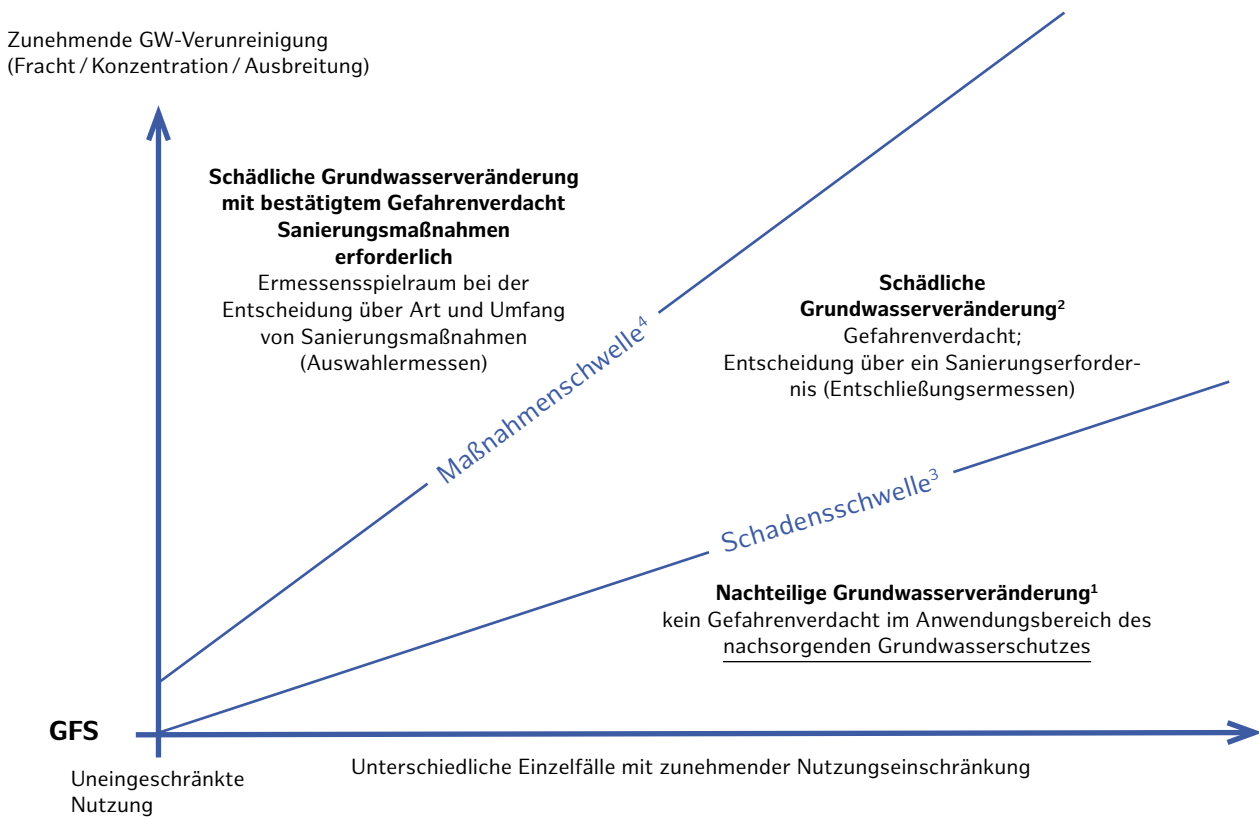 Zunehmende GW-Verunreinigung
(Fracht / Konzentration / Ausbreitung)
Schädliche Grundwasserveränderung
mit bestätigtem Gefahrenverdacht
Sanierungsmaßnahmen
erforderlich
Ermessensspielraum bei der
Entscheidung über Art und Umfang
von Sanierungsmaßnahmen
(Auswahlermessen)
Maßnahmenschwelle⁴
Schädliche
Grundwasserveränderung²
Gefahrenverdacht;
Entscheidung über ein Sanierungserforder-
nis (Entschließungsermessen)
Schadensschwelle³
Nachteilige Grundwasserveränderung¹
kein Gefahrenverdacht im Anwendungsbereich des
nachsorgenden Grundwasserschutzes
GFS
Uneingeschränkte
Nutzung
Unterschiedliche Einzelfälle mit zunehmender Nutzungseinschränkung